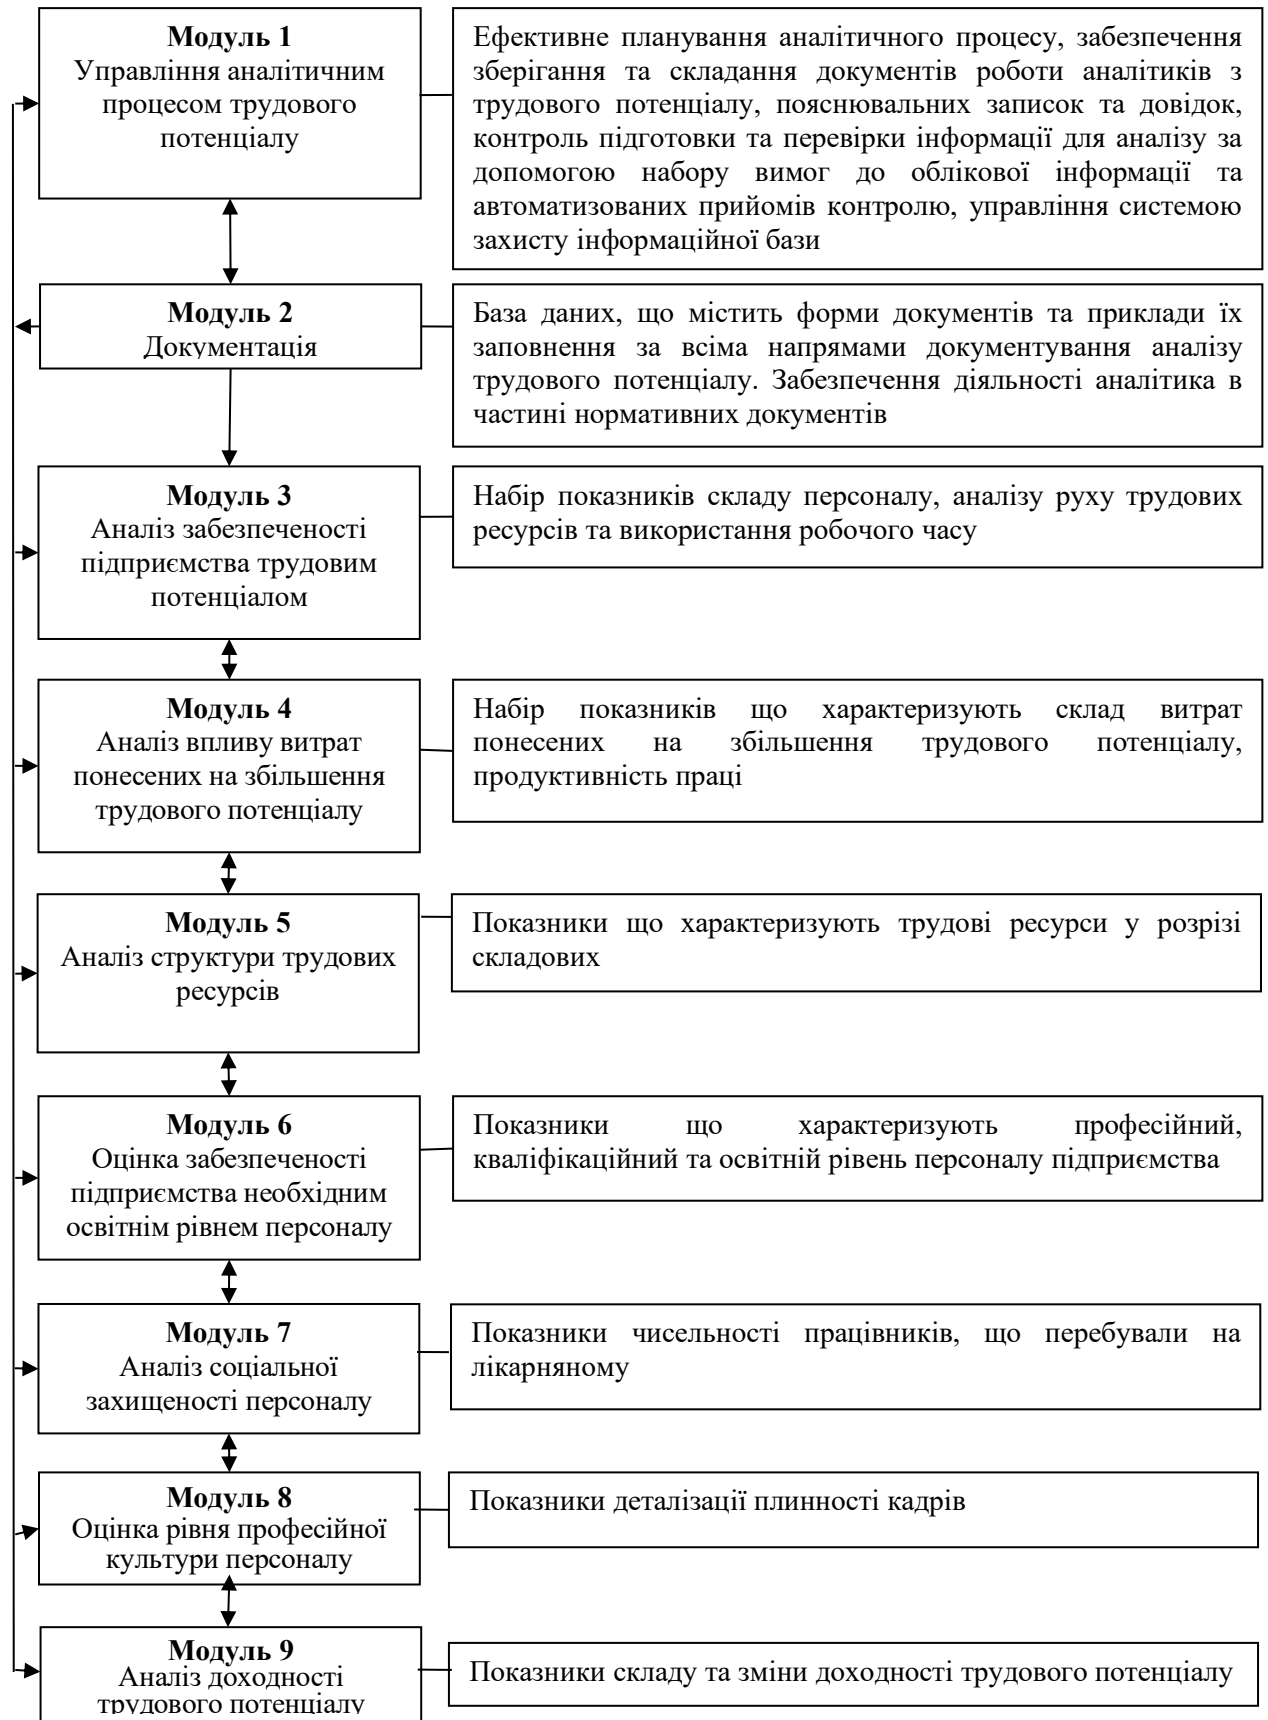 Модуль 1
Управління аналітичним
процесом трудового
потенціалу
Ефективне планування аналітичного процесу, забезпечення
зберігання та складання документів роботи аналітиків з
трудового потенціалу, пояснювальних записок та довідок,
контроль підготовки та перевірки інформації для аналізу за
допомогою набору вимог до облікової інформації та
автоматизованих прийомів контролю, управління системою
захисту інформаційної бази
Модуль 2
Документація
База даних, що містить форми документів та приклади їх
заповнення за всіма напрямами документування аналізу
трудового потенціалу. Забезпечення діяльності аналітика в
частині нормативних документів
Модуль 3
Аналіз забезпеченості
підприємства трудовим
потенціалом
Набір показників складу персоналу, аналізу руху трудових
ресурсів та використання робочого часу
Модуль 4
Аналіз впливу витрат
понесених на збільшення
трудового потенціалу
Набір показників що характеризують склад витрат
понесених на збільшення трудового потенціалу,
продуктивність праці
Модуль 5
Аналіз структури трудових
ресурсів
Показники що характеризують трудові ресурси у розрізі
складових
Модуль 6
Оцінка забезпеченості
підприємства необхідним
освітнім рівнем персоналу
Показники що характеризують професійний,
кваліфікаційний та освітній рівень персоналу підприємства
Модуль 7
Аналіз соціальної
захищеності персоналу
Показники чисельності працівників, що перебували на
лікарняному
Модуль 8
Оцінка рівня професійної
культури персоналу
Показники деталізації плинності кадрів
Модуль 9
Аналіз доходності
трудового потенціалу
Показники складу та зміни доходності трудового потенціалу